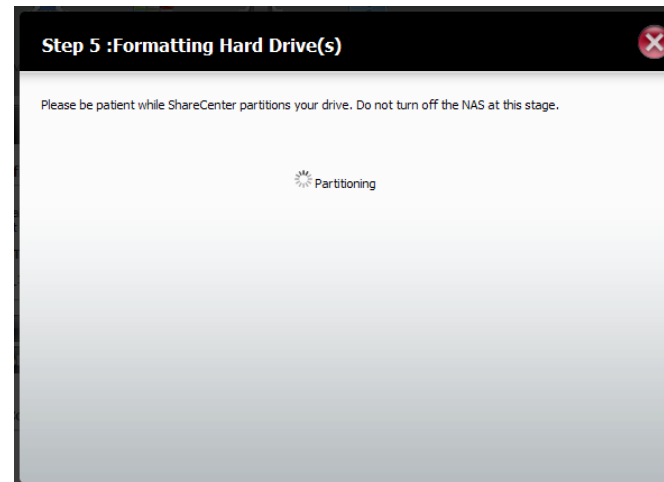 Step 5 :Formatting Hard Drive(s)
Please be patient while ShareCenter partitions your drive. Do not turn off the NAS at this stage.
Partitioning